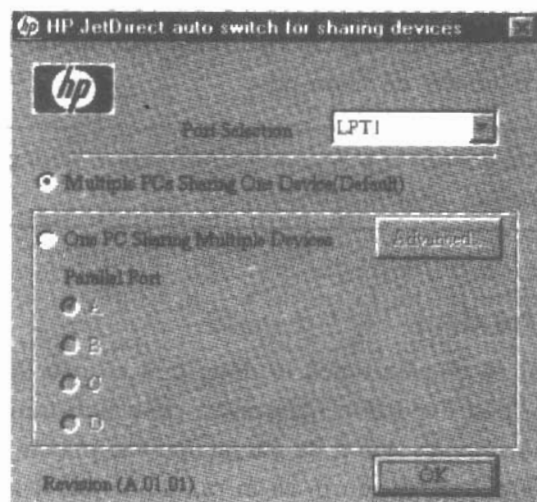 HP JetDirect auto switch for sharing devices
hp
Port Selection
LPT1
Multiple PCs Sharing One Device(Default)
One PC Sharing Multiple Devices
Advanced...
Parallel Port
A
B
C
D
Revision (A.01.01)
OK